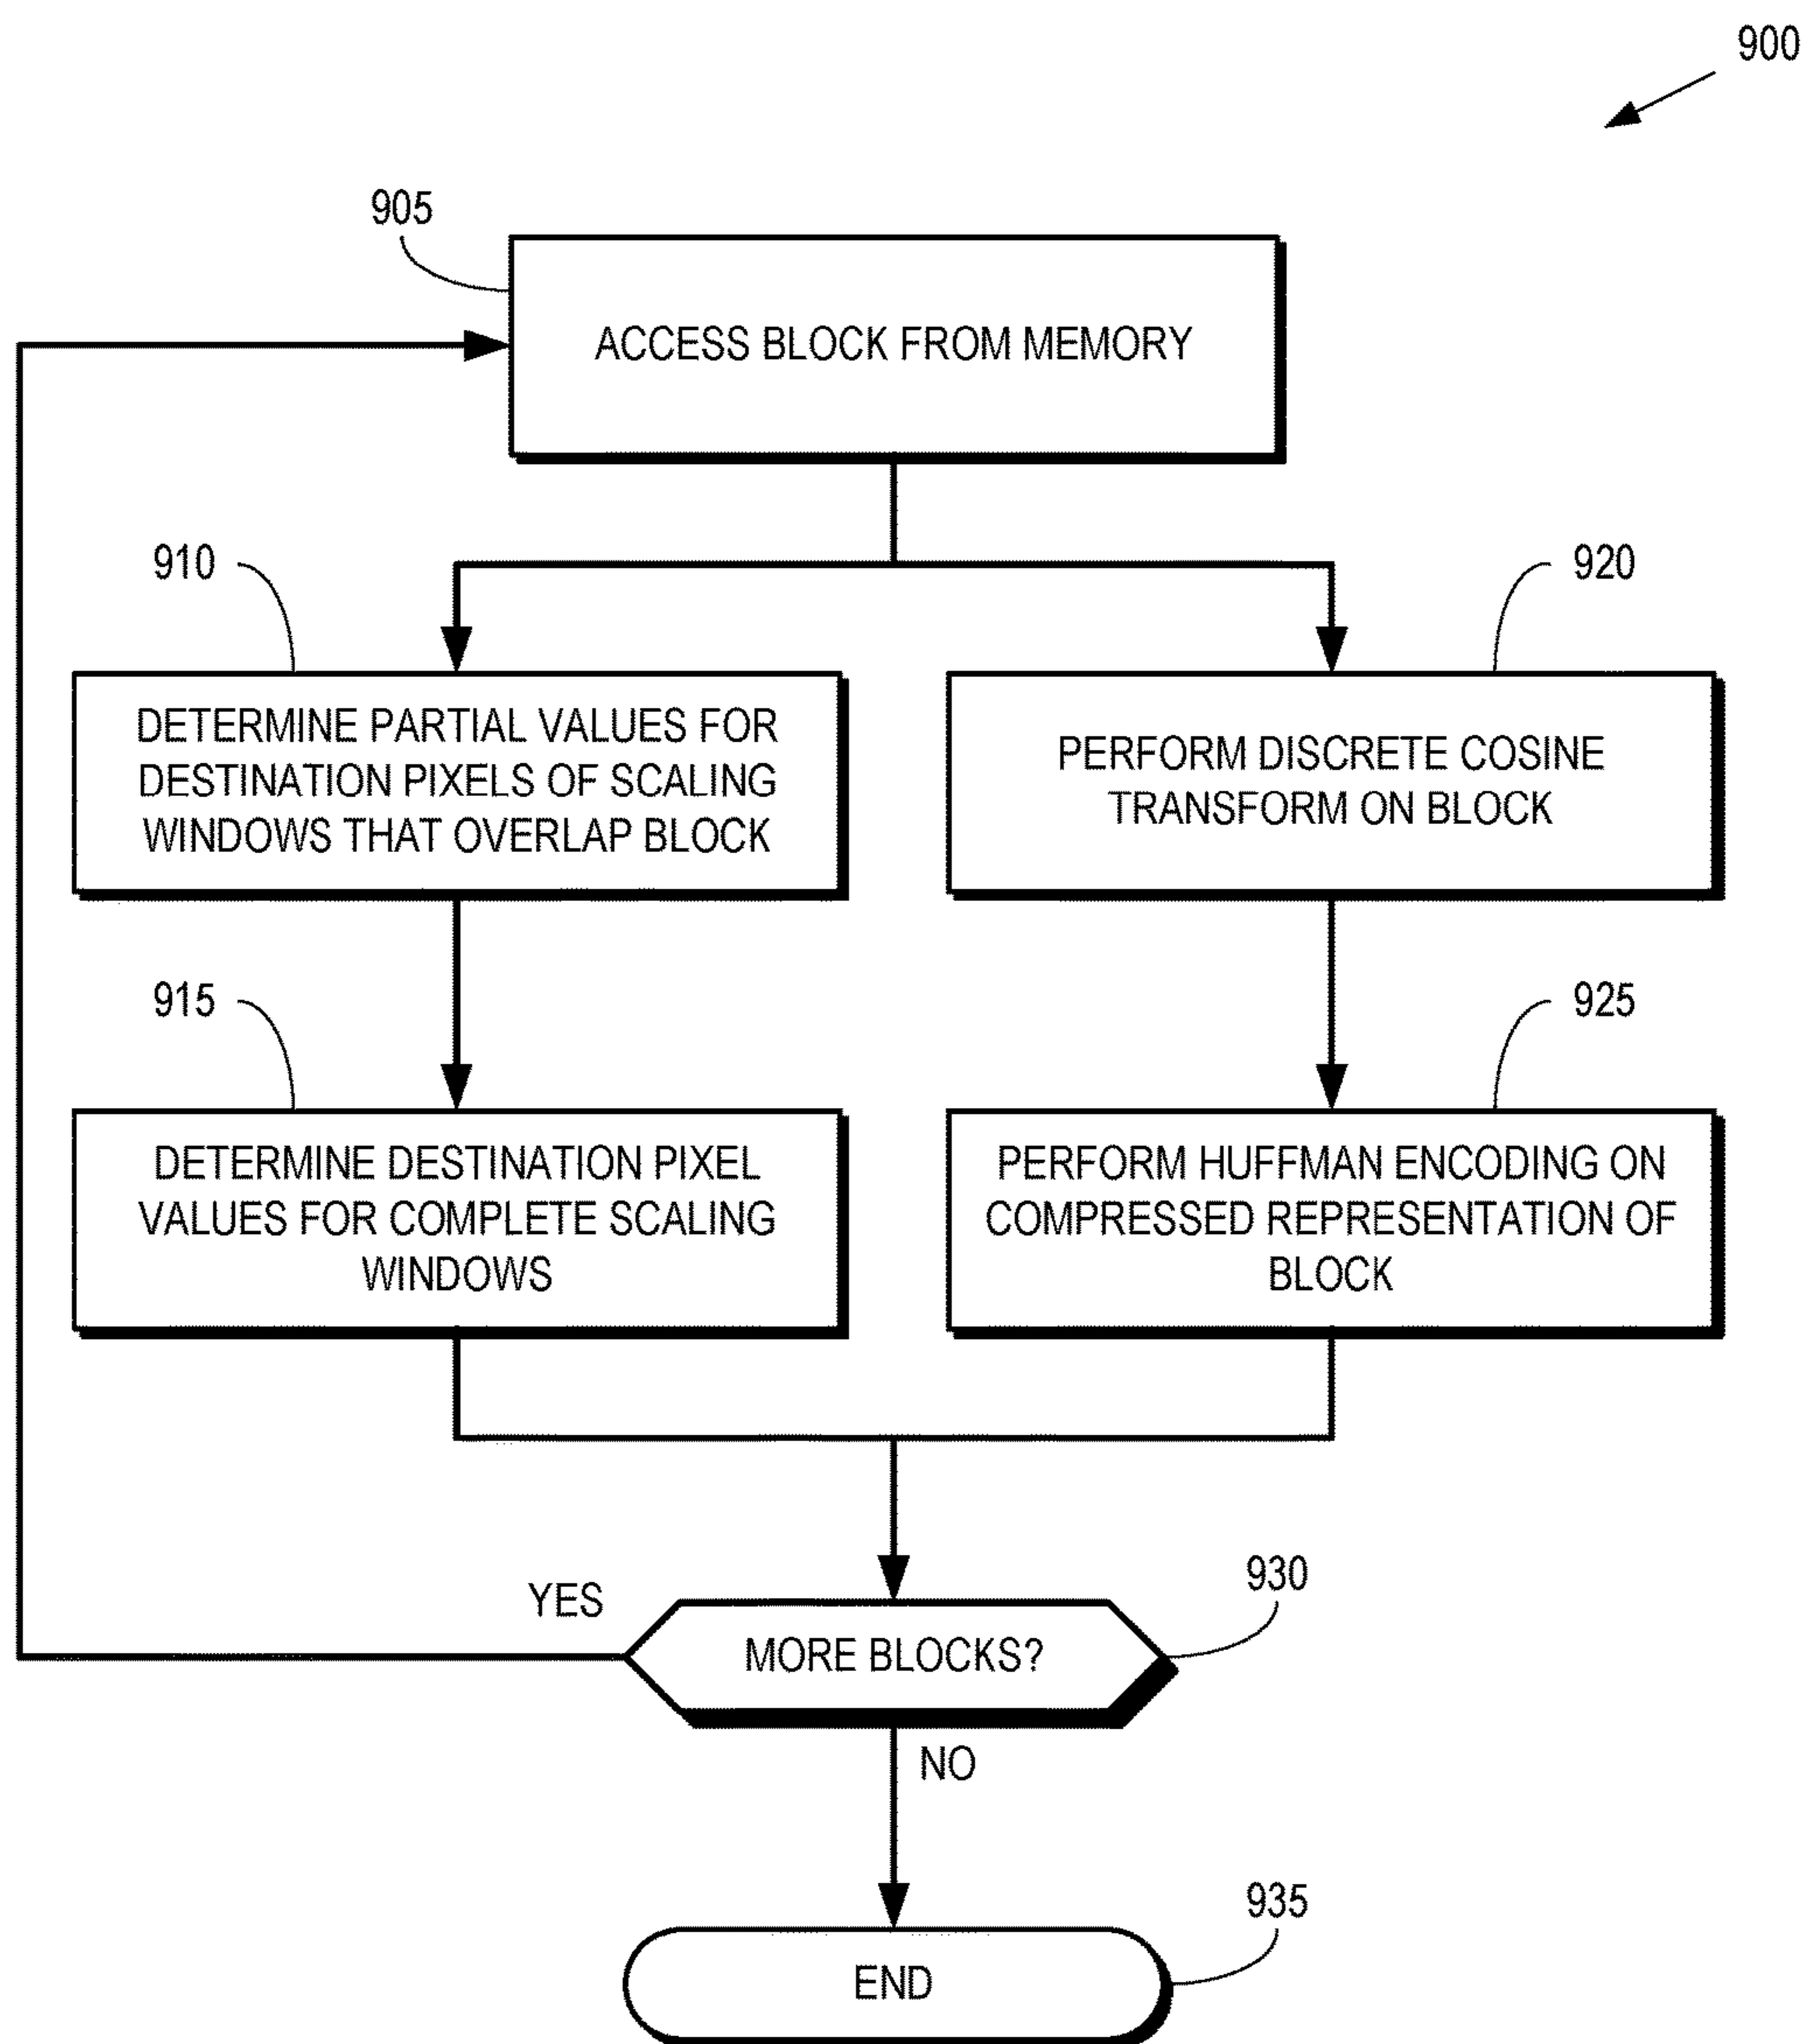 900
905
ACCESS BLOCK FROM MEMORY
910
DETERMINE PARTIAL VALUES FOR
DESTINATION PIXELS OF SCALING
WINDOWS THAT OVERLAP BLOCK
920
PERFORM DISCRETE COSINE
TRANSFORM ON BLOCK
915
DETERMINE DESTINATION PIXEL
VALUES FOR COMPLETE SCALING
WINDOWS
925
PERFORM HUFFMAN ENCODING ON
COMPRESSED REPRESENTATION OF
BLOCK
YES
MORE BLOCKS?
930
NO
935
END